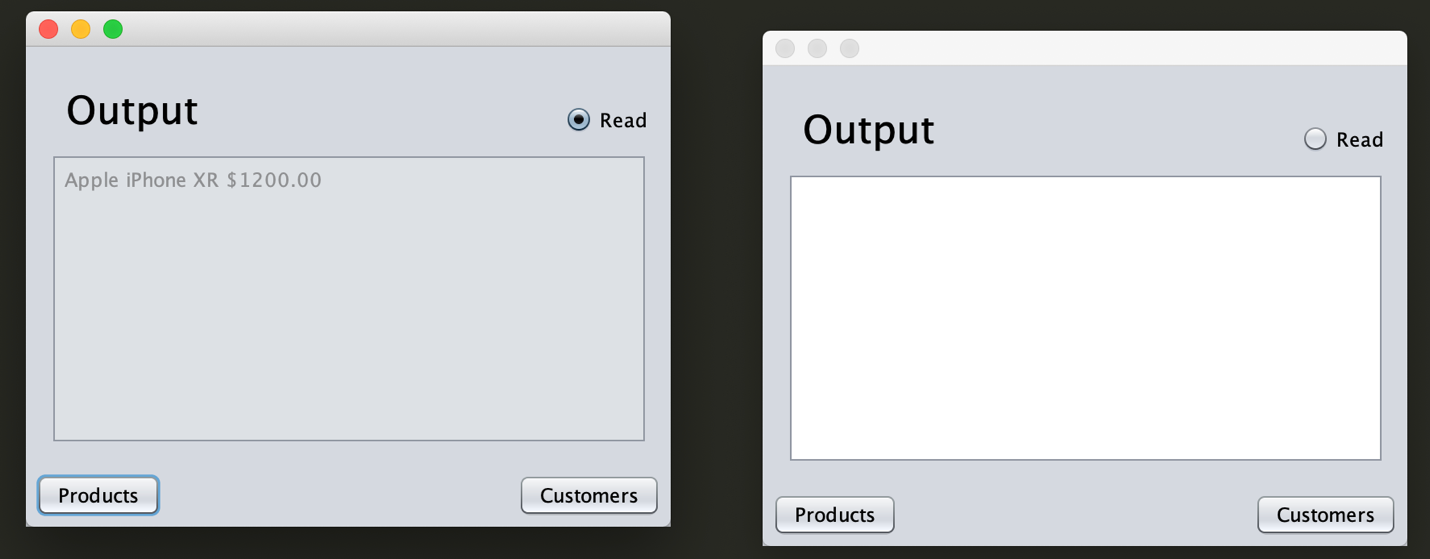 Output
Read
Apple iPhone XR $1200.00
Products
Customers
Output
Read
Products
Customers